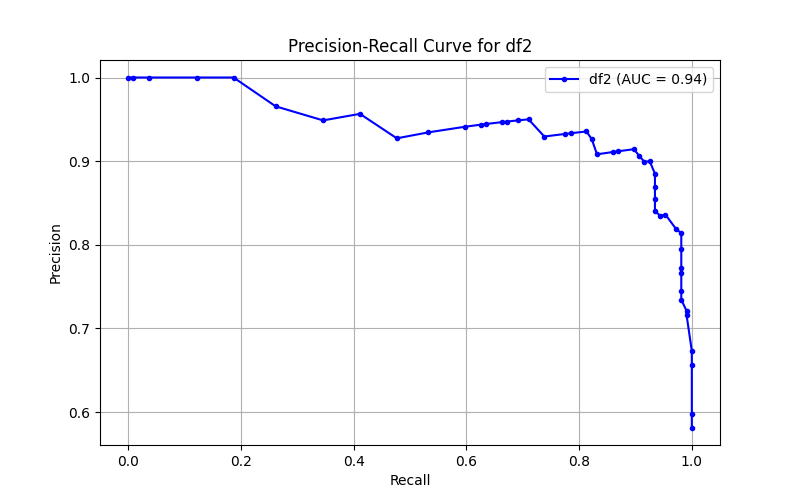 Precision-Recall Curve for df2
df2 (AUC = 0.94)
1.0
0.9
0.8
0.7
0.6
Precision
0.0 0.2 0.4 0.6 0.8 1.0
Recall